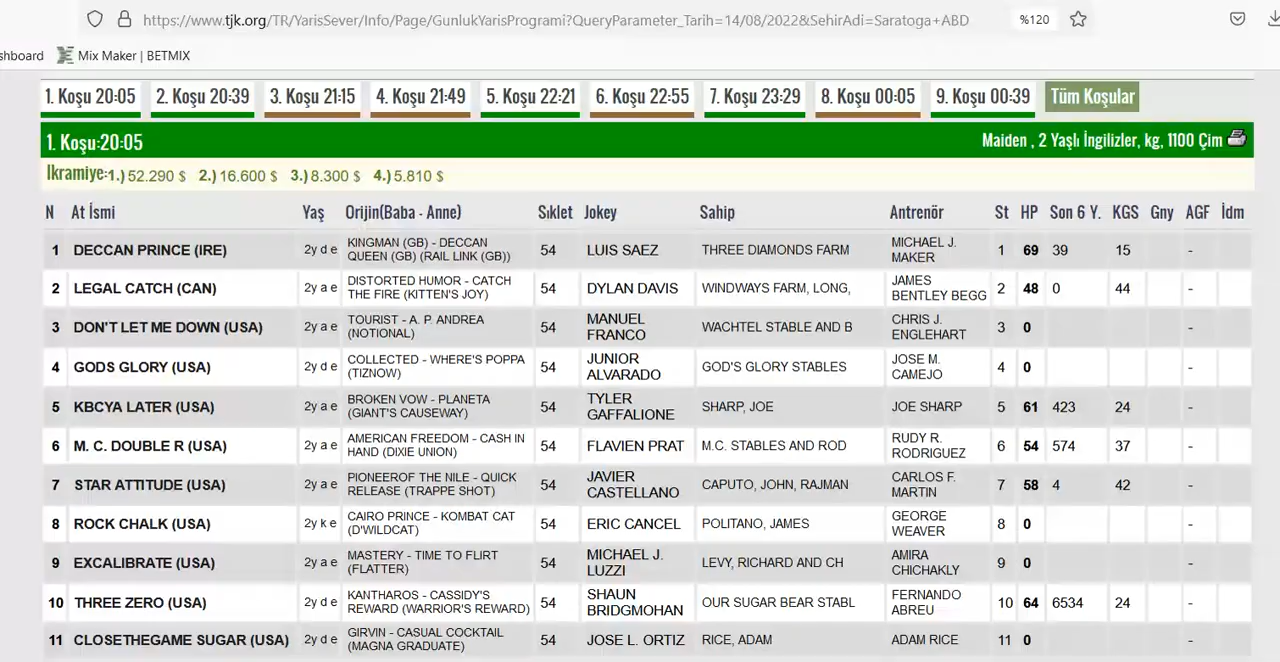 https://www.tjk.org/TR/YarisSever/Info/Page/GunlukYarisProgrami?QueryParameter_Tarih=14/08/2022&SehirAdi=Saratoga+ABD %120
shboard Mix Maker | BETMIX
1. Koşu 20:05 2. Koşu 20:39 3. Koşu 21:15 4. Koşu 21:49 5. Koşu 22:21 6. Koşu 22:55 7. Koşu 23:29 8. Koşu 00:05 9. Koşu 00:39 Tüm Koşular
1. Koşu:20:05 Maiden , 2 Yaşlı İngilizler, kg, 1100 Çim
İkramiye:1.) 52.290 $ 2.) 16.600 $ 3.) 8.300 $ 4.) 5.810 $
N At İsmi Yaş Orijin(Baba - Anne) Sıklet Jokey Sahip Antrenör St HP Son 6 Y. KGS Gny AGF İdm
1 DECCAN PRINCE (IRE) 2y d e KINGMAN (GB) - DECCAN QUEEN (GB) (RAIL LINK (GB)) 54 LUIS SAEZ THREE DIAMONDS FARM MICHAEL J. MAKER 1 69 39 15 -
2 LEGAL CATCH (CAN) 2y a e DISTORTED HUMOR - CATCH THE FIRE (KITTEN'S JOY) 54 DYLAN DAVIS WINDWAYS FARM, LONG, JAMES BENTLEY BEGG 2 48 0 44 -
3 DON'T LET ME DOWN (USA) 2y a e TOURIST - A. P. ANDREA (NOTIONAL) 54 MANUEL FRANCO WACHTEL STABLE AND B CHRIS J. ENGLEHART 3 0 -
4 GODS GLORY (USA) 2y d e COLLECTED - WHERE'S POPPA (TIZNOW) 54 JUNIOR ALVARADO GOD'S GLORY STABLES JOSE M. CAMEJO 4 0 -
5 KBCYA LATER (USA) 2y a e BROKEN VOW - PLANETA (GIANT'S CAUSEWAY) 54 TYLER GAFFALIONE SHARP, JOE JOE SHARP 5 61 423 24 -
6 M. C. DOUBLE R (USA) 2y a e AMERICAN FREEDOM - CASH IN HAND (DIXIE UNION) 54 FLAVIEN PRAT M.C. STABLES AND ROD RUDY R. RODRIGUEZ 6 54 574 37 -
7 STAR ATTITUDE (USA) 2y a e PIONEEROF THE NILE - QUICK RELEASE (TRAPPE SHOT) 54 JAVIER CASTELLANO CAPUTO, JOHN, RAJMAN CARLOS F. MARTIN 7 58 4 42 -
8 ROCK CHALK (USA) 2y k e CAIRO PRINCE - KOMBAT CAT (D'WILDCAT) 54 ERIC CANCEL POLITANO, JAMES GEORGE WEAVER 8 0 -
9 EXCALIBRATE (USA) 2y a e MASTERY - TIME TO FLIRT (FLATTER) 54 MICHAEL J. LUZZI LEVY, RICHARD AND CH AMIRA CHICHAKLY 9 0 -
10 THREE ZERO (USA) 2y d e KANTHAROS - CASSIDY'S REWARD (WARRIOR'S REWARD) 54 SHAUN BRIDGMOHAN OUR SUGAR BEAR STABL FERNANDO ABREU 10 64 6534 24 -
11 CLOSETHEGAME SUGAR (USA) 2y d e GIRVIN - CASUAL COCKTAIL (MAGNA GRADUATE) 54 JOSE L. ORTIZ RICE, ADAM ADAM RICE 11 0 -